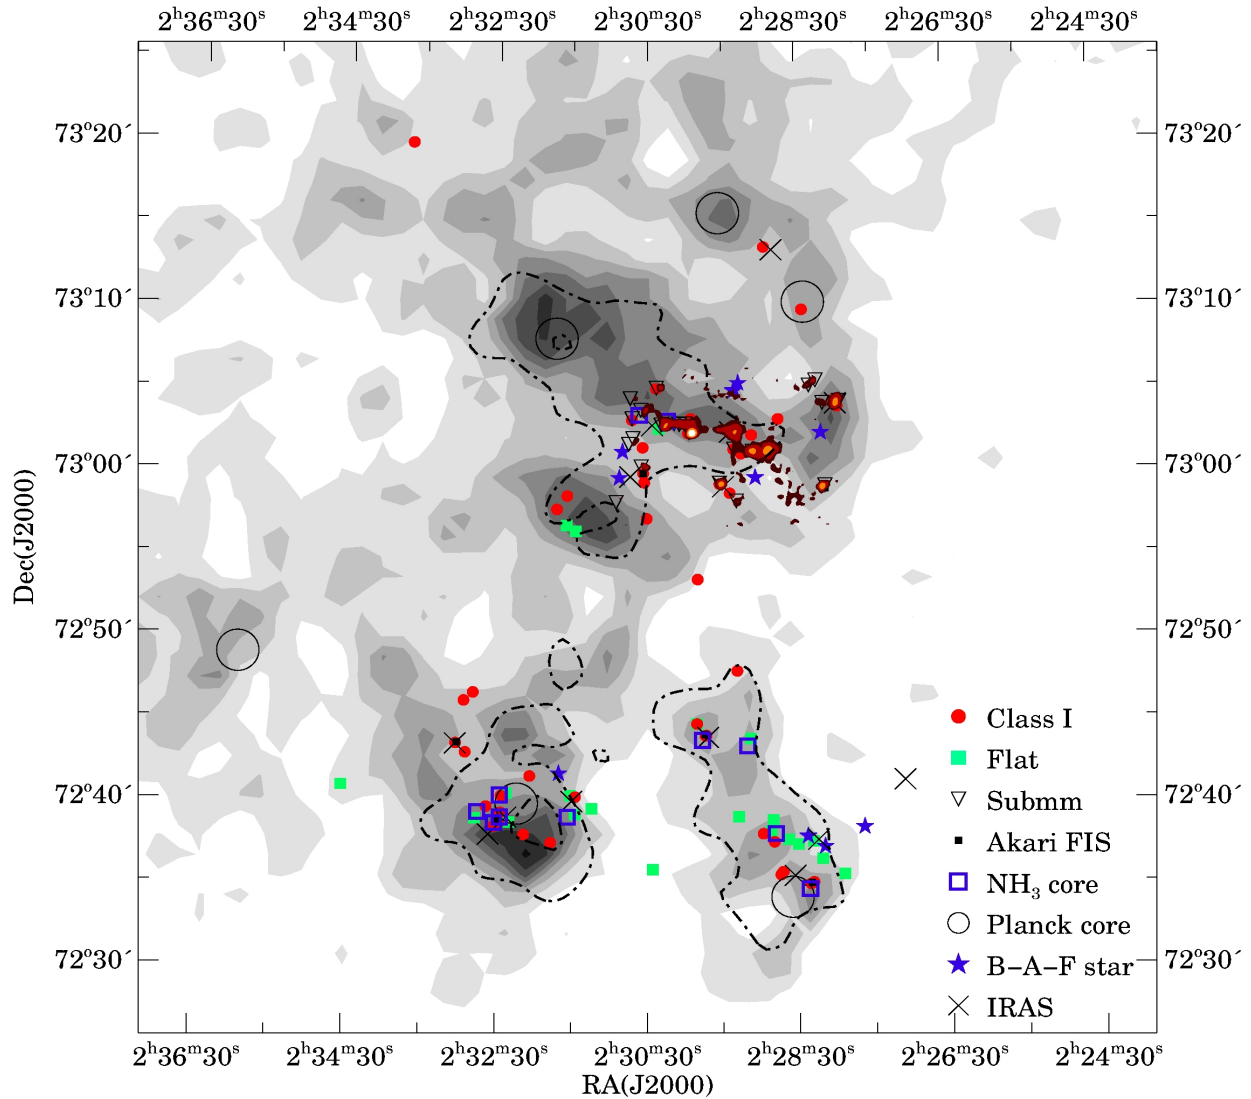 2ʰ36ᵐ30ˢ 2ʰ34ᵐ30ˢ 2ʰ32ᵐ30ˢ 2ʰ30ᵐ30ˢ 2ʰ28ᵐ30ˢ 2ʰ26ᵐ30ˢ 2ʰ24ᵐ30ˢ
73°20´ 73°20´
73°10´ 73°10´
73°00´ 73°00´
72°50´ 72°50´
72°40´ 72°40´
72°30´ 72°30´
Dec(J2000)
Class I
Flat
Submm
Akari FIS
NH₃ core
Planck core
B–A–F star
IRAS
2ʰ36ᵐ30ˢ 2ʰ34ᵐ30ˢ 2ʰ32ᵐ30ˢ 2ʰ30ᵐ30ˢ 2ʰ28ᵐ30ˢ 2ʰ26ᵐ30ˢ 2ʰ24ᵐ30ˢ
RA(J2000)